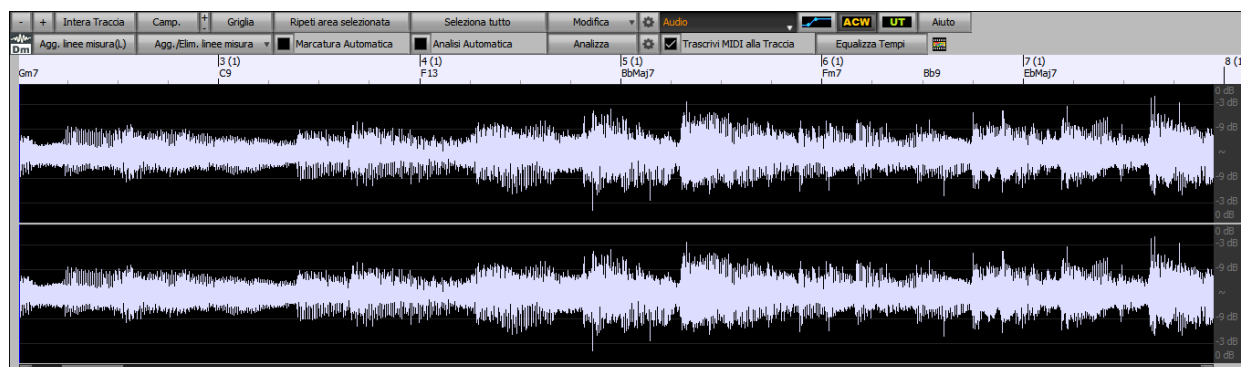 - + Intera Traccia Camp. + - Griglia Ripeti area selezionata Seleziona tutto Modifica Audio ACW UT Aiuto
Dm Agg. linee misura(L) Agg./Elim. linee misura Marcatura Automatica Analisi Automatica Analizza Trascrivi MIDI alla Traccia Equalizza Tempi
3 (1) 4 (1) 5 (1) 6 (1) 7 (1) 8 (1
Gm7 C9 F13 BbMaj7 Fm7 Bb9 EbMaj7
0 dB
-3 dB
-9 dB
~
-9 dB
-3 dB
0 dB
0 dB
-3 dB
-9 dB
~
-9 dB
-3 dB
0 dB